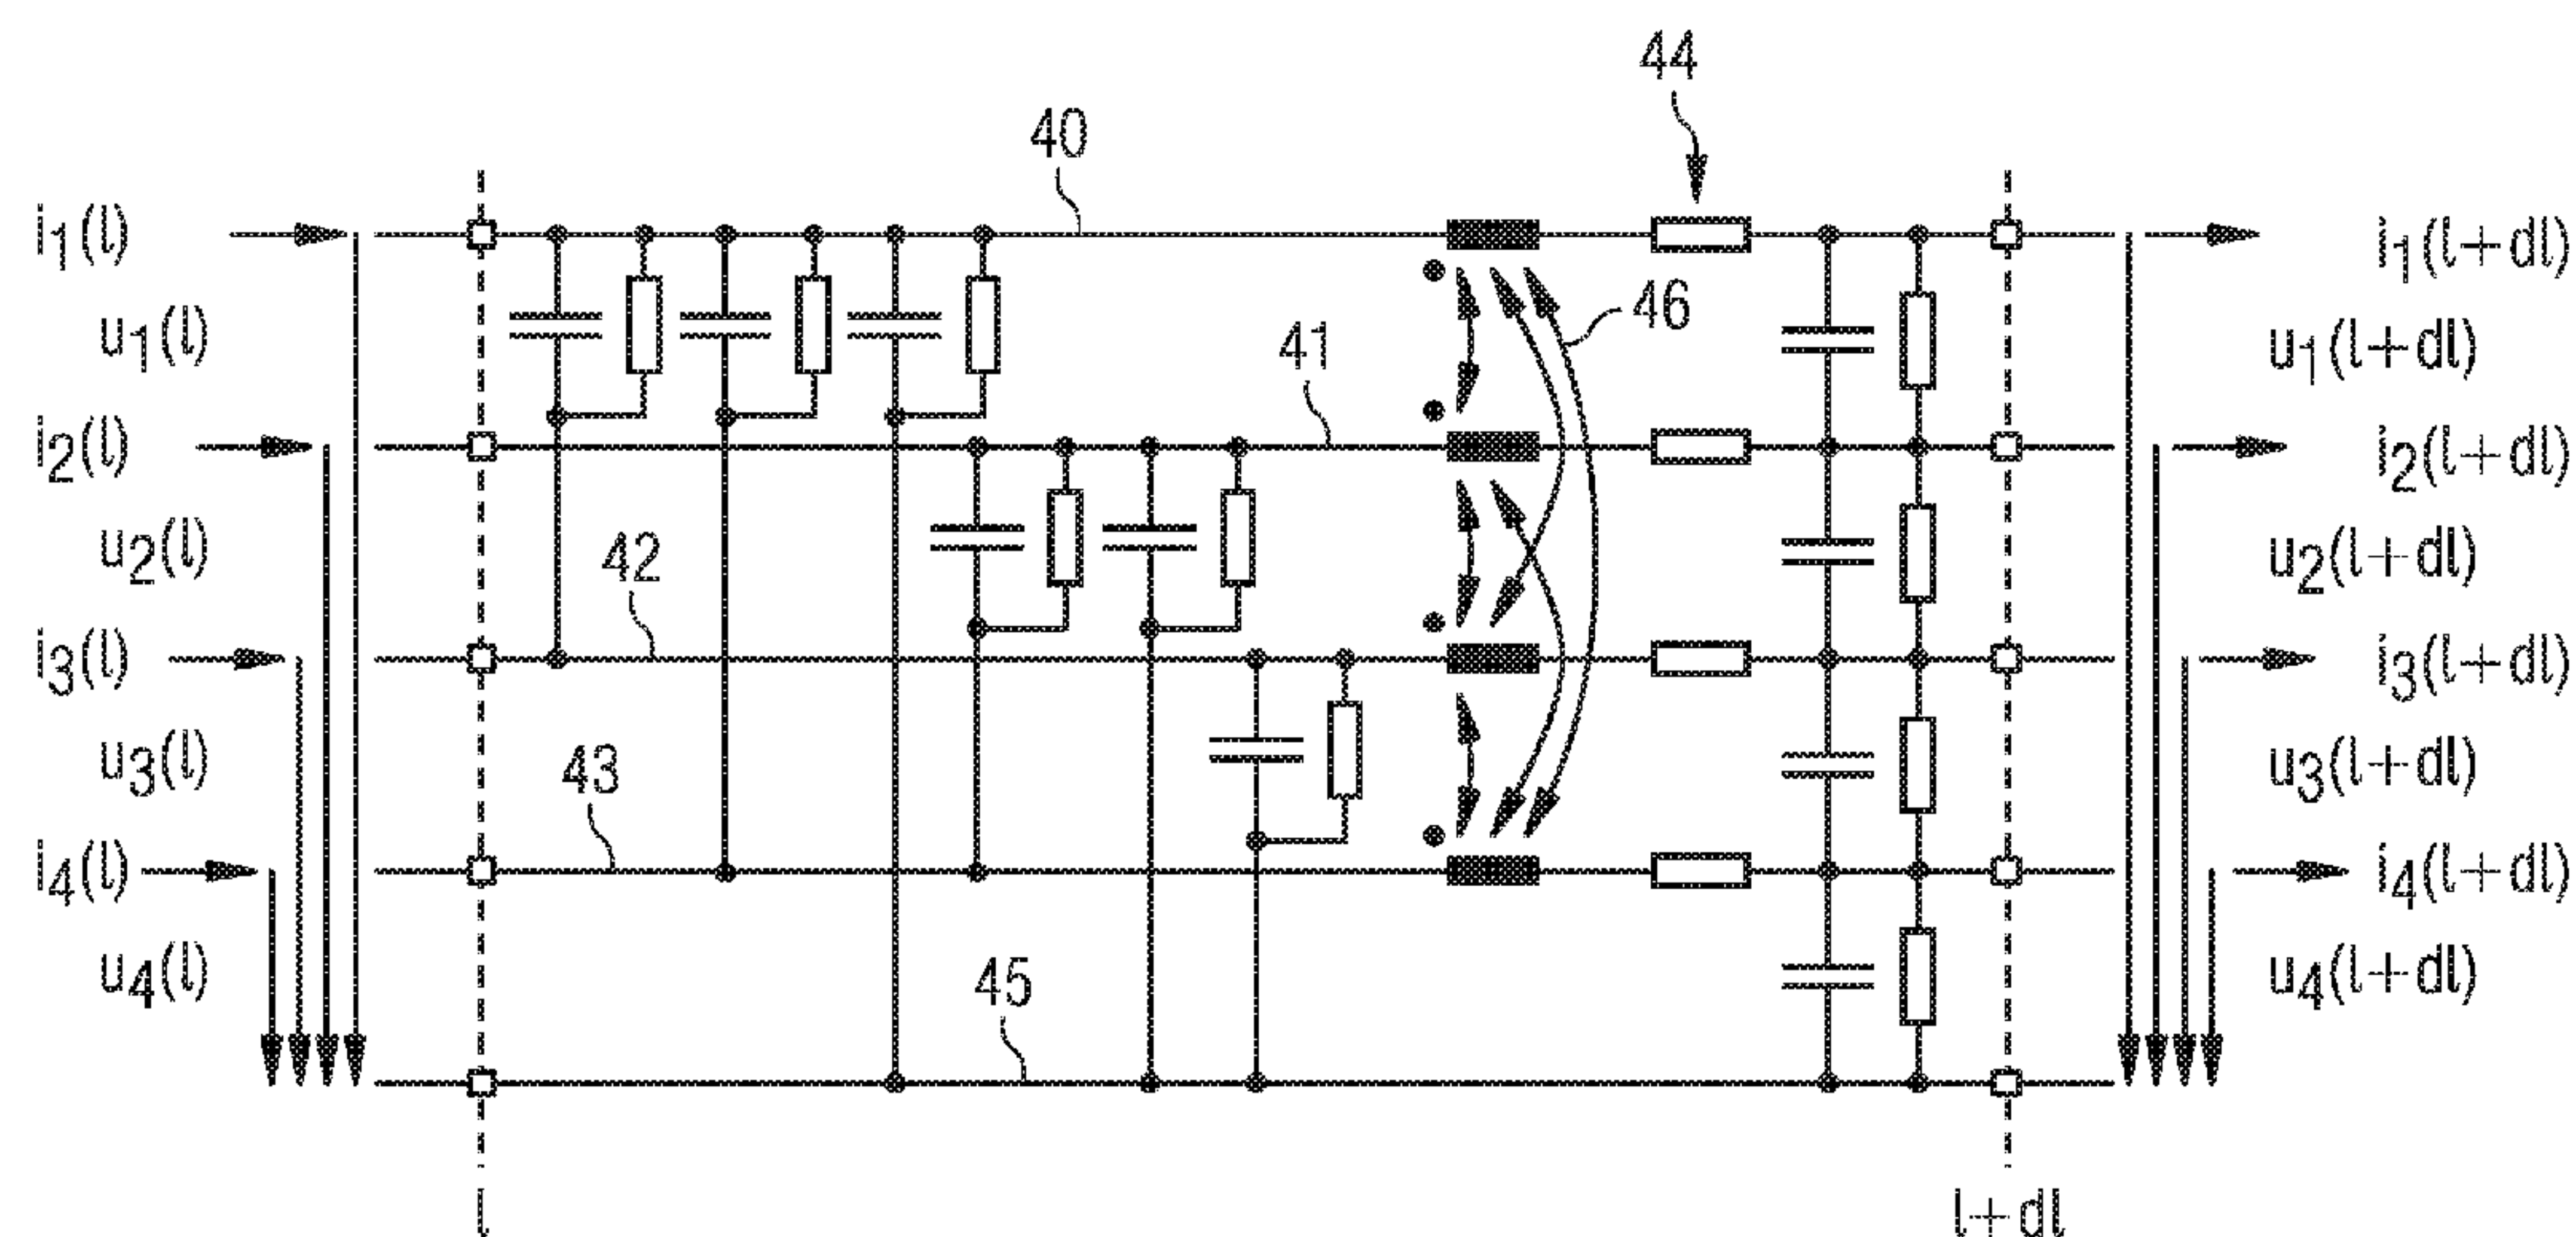 44
40
i₁(l)
i₁(l+dl)
u₁(l)
46
u₁(l+dl)
41
i₂(l)
i₂(l+dl)
u₂(l)
42
u₂(l+dl)
i₃(l)
i₃(l+dl)
u₃(l)
43
u₃(l+dl)
i₄(l)
i₄(l+dl)
u₄(l)
45
u₄(l+dl)
l
l+dl